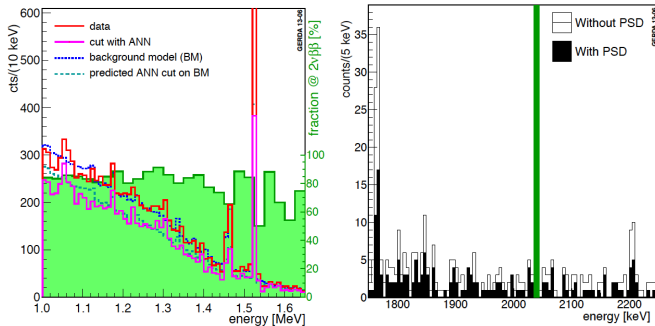 cts/(10 keV)
600
500
400
300
200
100
0
data
cut with ANN
background model (BM)
predicted ANN cut on BM
GERDA 13-06
fraction @ 2νββ [%]
100
80
60
40
20
0
1.0 1.1 1.2 1.3 1.4 1.5 1.6
energy [MeV]
counts/(5 keV)
40
35
30
25
20
15
10
5
0
Without PSD
With PSD
GERDA 13-06
1800 1900 2000 2100 2200
energy [keV]